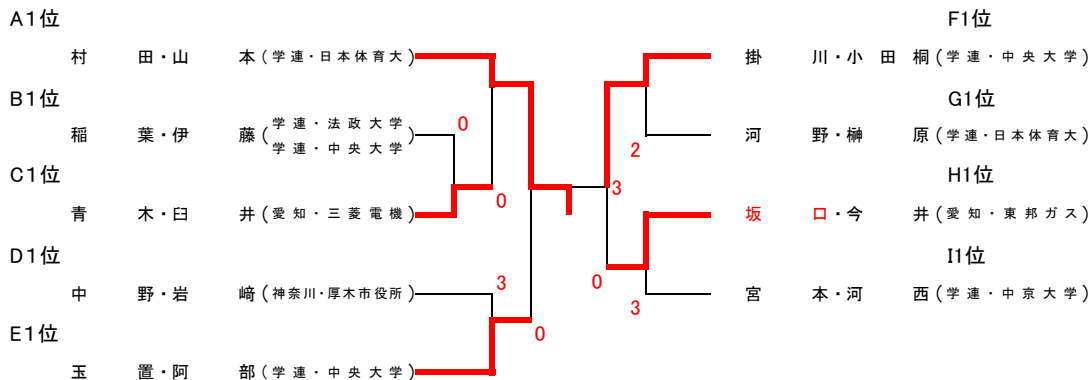 A1位
村田・山本(学連・日本体育大)
B1位
稲葉・伊藤(学連・法政大学
学連・中央大学)
C1位
青木・臼井(愛知・三菱電機)
D1位
中野・岩﨑(神奈川・厚木市役所)
E1位
玉置・阿部(学連・中央大学)
0
0
3
0
3
2
0
3
F1位
掛川・小田桐(学連・中央大学)
G1位
河野・榊原(学連・日本体育大)
H1位
坂口・今井(愛知・東邦ガス)
I1位
宮本・河西(学連・中京大学)